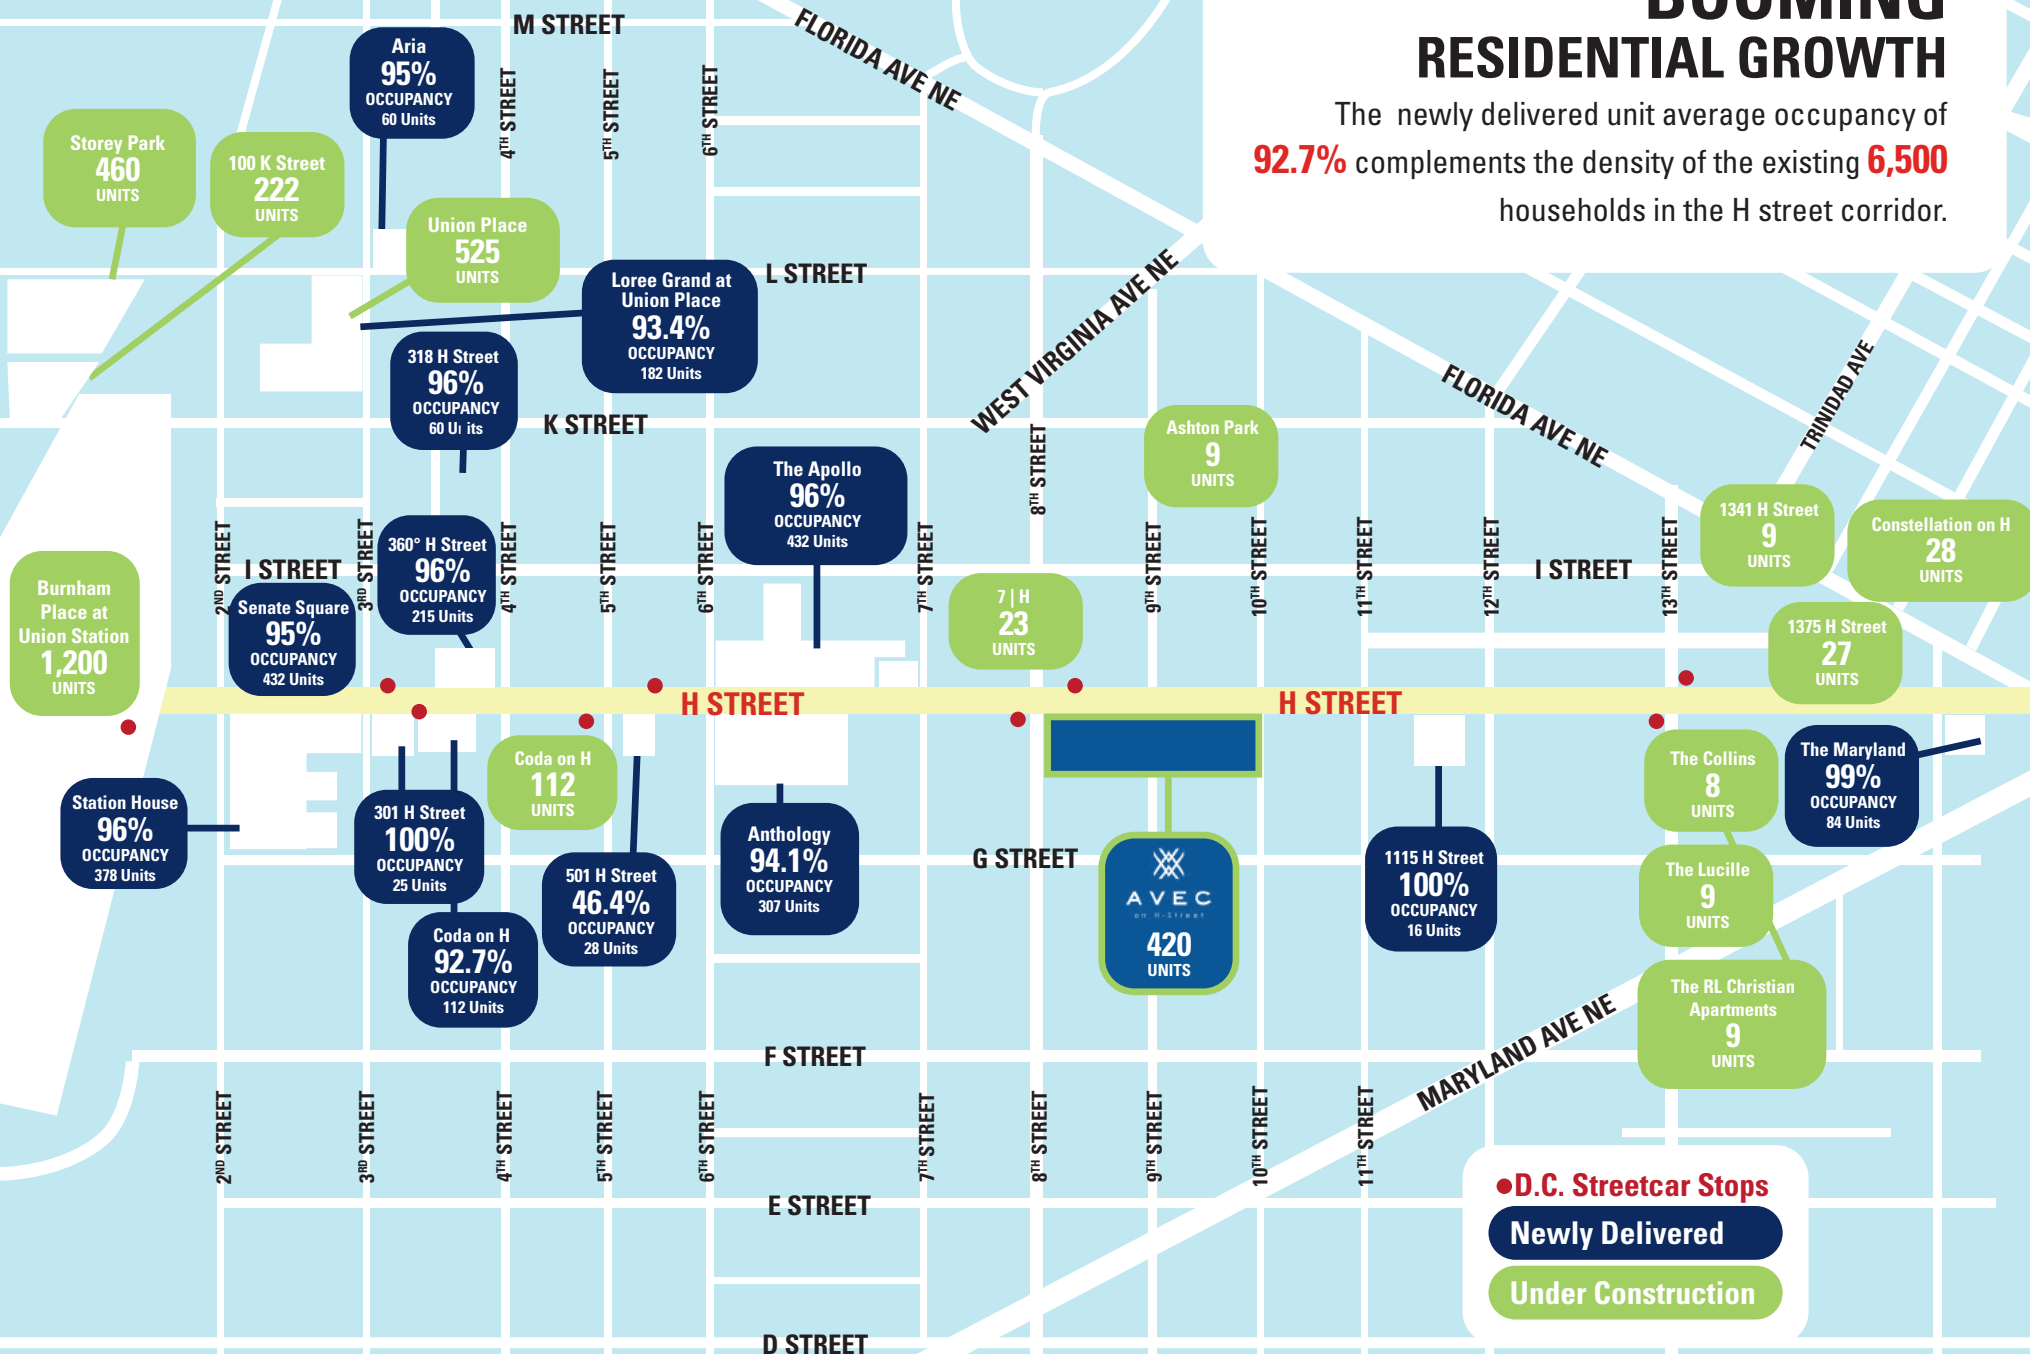 BOOMING
RESIDENTIAL GROWTH
The newly delivered unit average occupancy of
92.7% complements the density of the existing 6,500
households in the H street corridor.
M STREET
FLORIDA AVE NE
4TH STREET
5TH STREET
6TH STREET
Aria
95%
OCCUPANCY
60 Units
Storey Park
460
UNITS
100 K Street
222
UNITS
Union Place
525
UNITS
L STREET
Loree Grand at
Union Place
93.4%
OCCUPANCY
182 Units
WEST VIRGINIA AVE NE
318 H Street
96%
OCCUPANCY
60 Units
K STREET
FLORIDA AVE NE
TRINIDAD AVE
Ashton Park
9
UNITS
The Apollo
96%
OCCUPANCY
432 Units
8TH STREET
1341 H Street
9
UNITS
Constellation on H
28
UNITS
2ND STREET
3RD STREET
4TH STREET
5TH STREET
6TH STREET
7TH STREET
9TH STREET
10TH STREET
11TH STREET
12TH STREET
13TH STREET
I STREET
I STREET
360° H Street
96%
OCCUPANCY
215 Units
Burnham
Place at
Union Station
1,200
UNITS
Senate Square
95%
OCCUPANCY
432 Units
7 | H
23
UNITS
1375 H Street
27
UNITS
H STREET
H STREET
Coda on H
112
UNITS
The Collins
8
UNITS
The Maryland
99%
OCCUPANCY
84 Units
Station House
96%
OCCUPANCY
378 Units
301 H Street
100%
OCCUPANCY
25 Units
501 H Street
46.4%
OCCUPANCY
28 Units
Anthology
94.1%
OCCUPANCY
307 Units
G STREET
AVEC
on H-Street
420
UNITS
1115 H Street
100%
OCCUPANCY
16 Units
The Lucille
9
UNITS
Coda on H
92.7%
OCCUPANCY
112 Units
The RL Christian
Apartments
9
UNITS
F STREET
MARYLAND AVE NE
2ND STREET
3RD STREET
4TH STREET
5TH STREET
6TH STREET
7TH STREET
8TH STREET
9TH STREET
10TH STREET
11TH STREET
E STREET
D STREET
D.C. Streetcar Stops
Newly Delivered
Under Construction